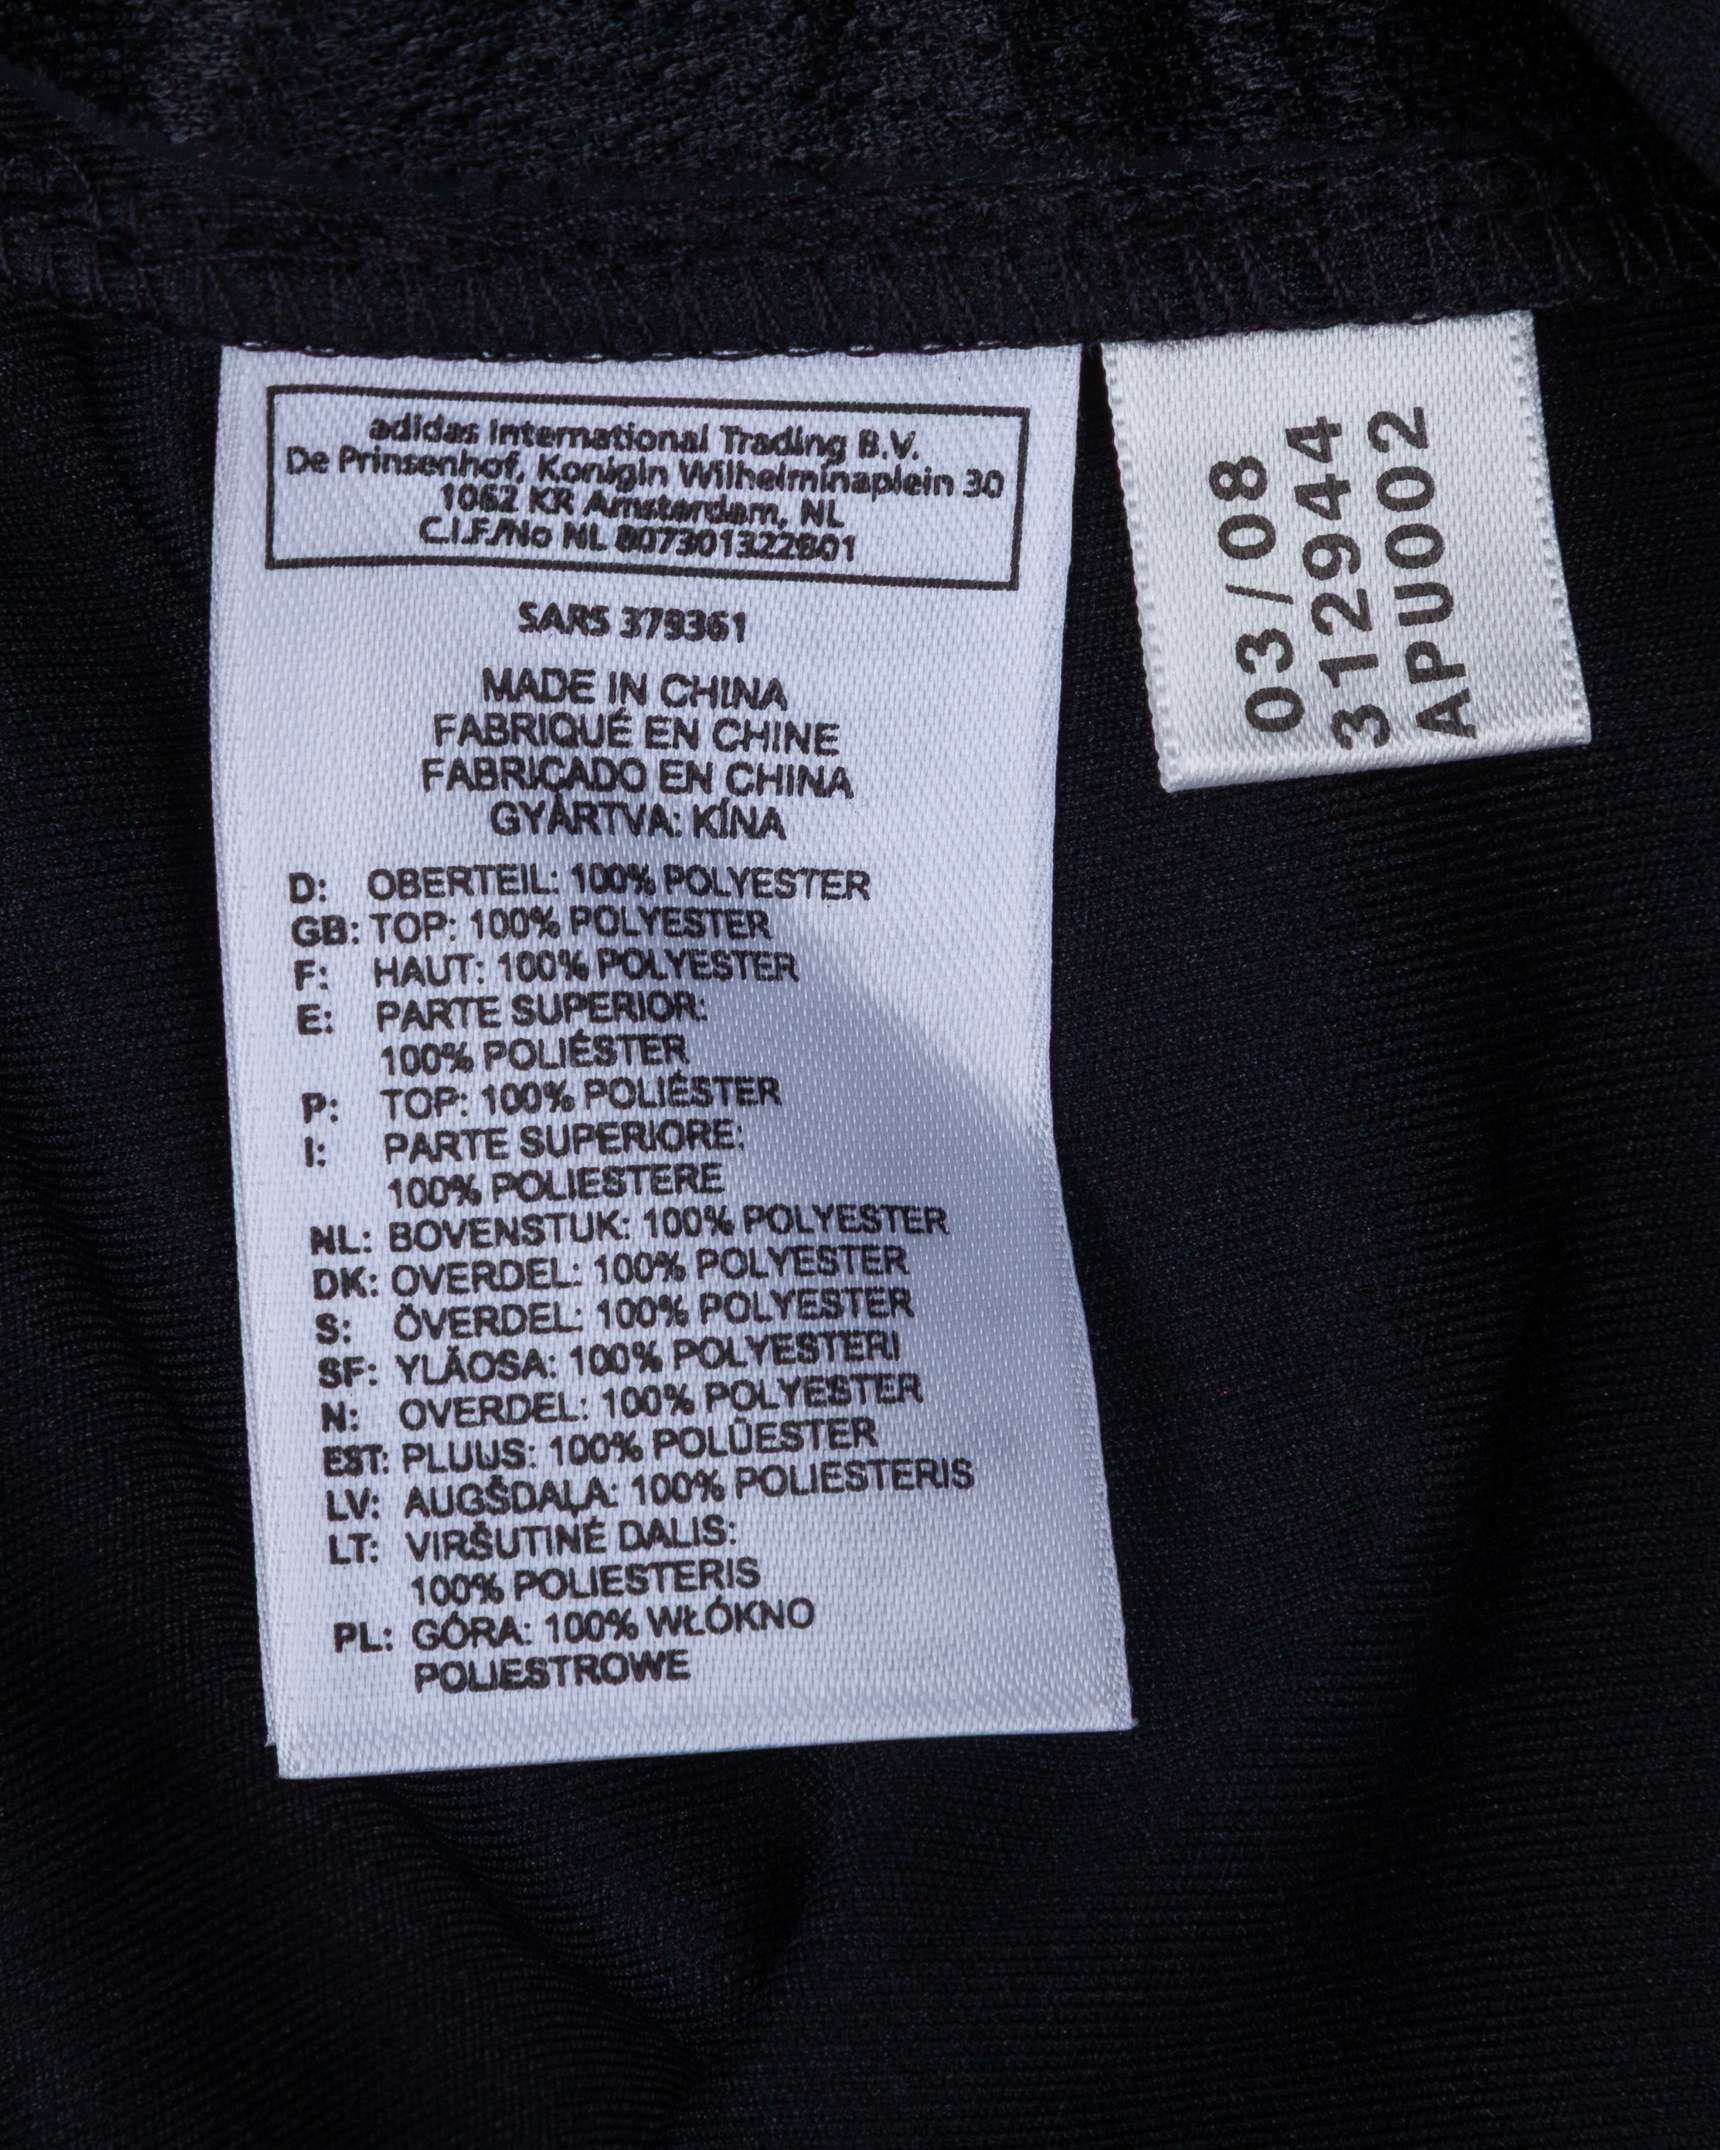 adidas International Trading B.V.
De Prinsenhof, Konigin Wilhelminaplein 30
1062 KR Amsterdam, NL
C.I.F./No NL 807301322B01
SARS 379361
MADE IN CHINA
FABRIQUÉ EN CHINE
FABRIÇADO EN CHINA
GYÁRTVA: KÍNA
D: OBERTEIL: 100% POLYESTER
GB: TOP: 100% POLYESTER
F: HAUT: 100% POLYESTER
E: PARTE SUPERIOR:
100% POLIÉSTER
P: TOP: 100% POLIÉSTER
I: PARTE SUPERIORE:
100% POLIESTERE
NL: BOVENSTUK: 100% POLYESTER
DK: OVERDEL: 100% POLYESTER
S: ÖVERDEL: 100% POLYESTER
SF: YLÄOSA: 100% POLYESTERI
N: OVERDEL: 100% POLYESTER
EST: PLUUS: 100% POLÜESTER
LV: AUGŠDAĻA: 100% POLIESTERIS
LT: VIRŠUTINĖ DALIS:
100% POLIESTERIS
PL: GÓRA: 100% WŁÓKNO
POLIESTROWE
03/08
312944
APU002